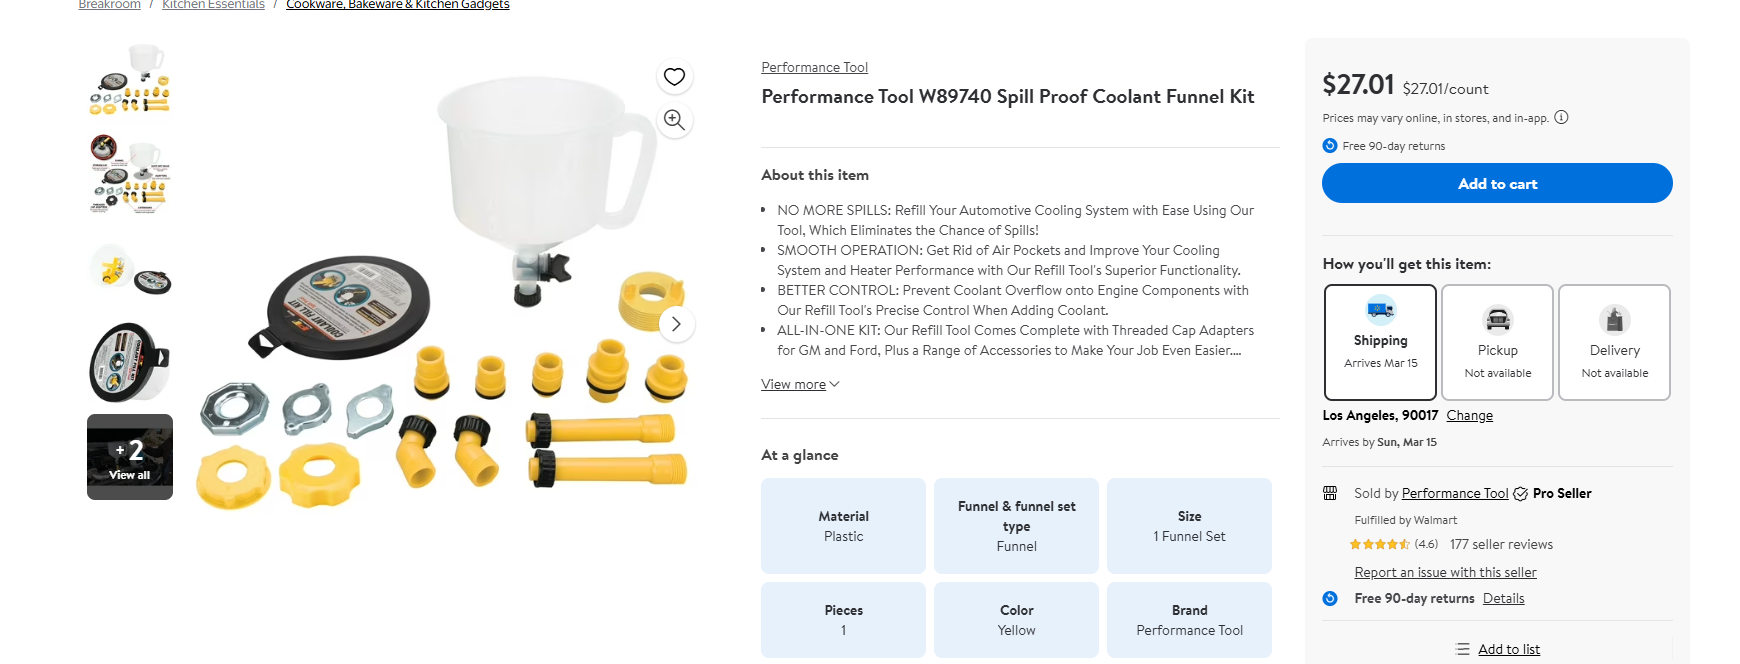 Breakroom / Kitchen Essentials / Cookware, Bakeware & Kitchen Gadgets
+2
View all
COOLANT FILL KIT
Performance Tool
Performance Tool W89740 Spill Proof Coolant Funnel Kit
About this item
• NO MORE SPILLS: Refill Your Automotive Cooling System with Ease Using Our
Tool, Which Eliminates the Chance of Spills!
• SMOOTH OPERATION: Get Rid of Air Pockets and Improve Your Cooling
System and Heater Performance with Our Refill Tool's Superior Functionality.
• BETTER CONTROL: Prevent Coolant Overflow onto Engine Components with
Our Refill Tool's Precise Control When Adding Coolant.
• ALL-IN-ONE KIT: Our Refill Tool Comes Complete with Threaded Cap Adapters
for GM and Ford, Plus a Range of Accessories to Make Your Job Even Easier....
View more
At a glance
Material
Plastic
Funnel & funnel set
type
Funnel
Size
1 Funnel Set
Pieces
1
Color
Yellow
Brand
Performance Tool
$27.01 $27.01/count
Prices may vary online, in stores, and in-app.
Free 90-day returns
Add to cart
How you'll get this item:
Shipping
Arrives Mar 15
Pickup
Not available
Delivery
Not available
Los Angeles, 90017 Change
Arrives by Sun, Mar 15
Sold by Performance Tool Pro Seller
Fulfilled by Walmart
(4.6) 177 seller reviews
Report an issue with this seller
Free 90-day returns Details
Add to list